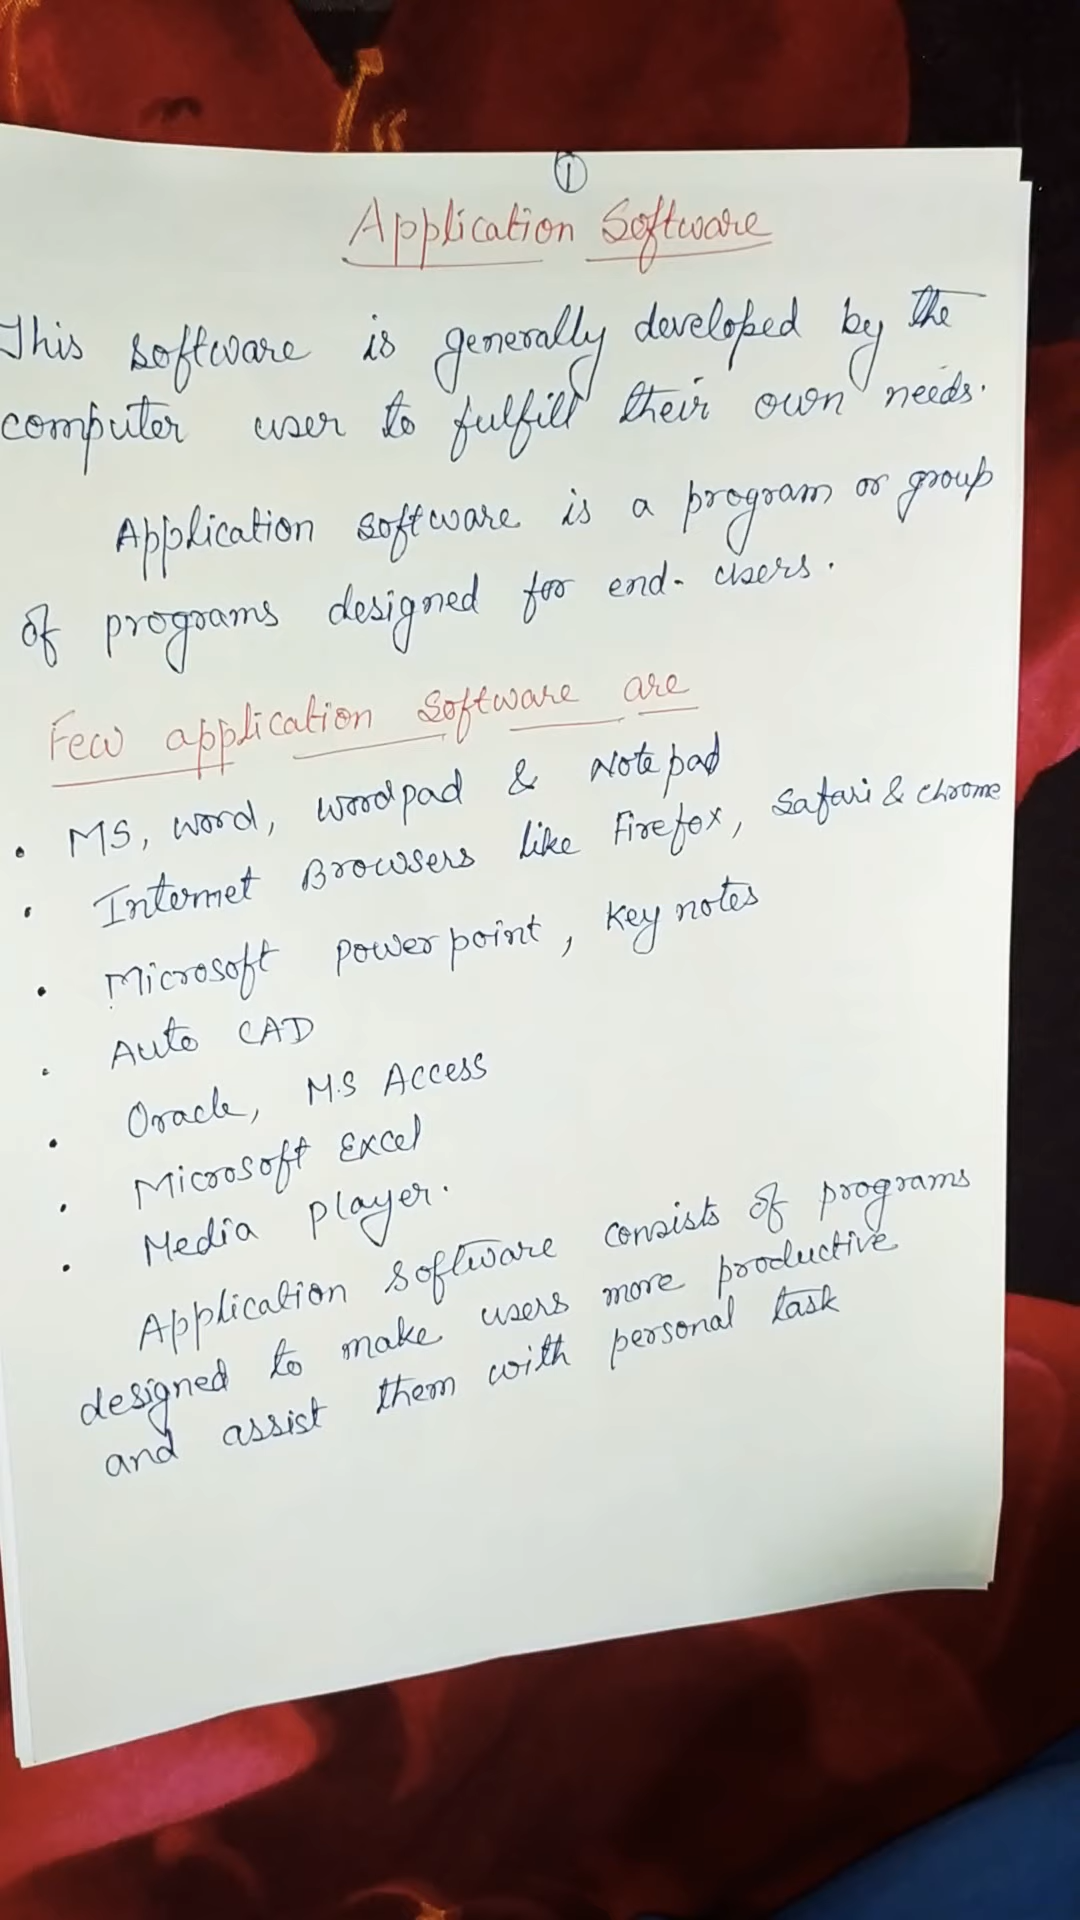 ①
Application Software
This software is generally developed by the
computer user to fulfill their own needs.
Application software is a program or group
of programs designed for end-users.
Few application software are
• MS, word, wordpad & Notepad
• Internet Browsers like Firefox, Safari & chrome
• Microsoft powerpoint, key notes
• Auto CAD
• Oracle, M.S Access
• Microsoft Excel
• Media player.
Application software consists of programs
designed to make users more productive
and assist them with personal task